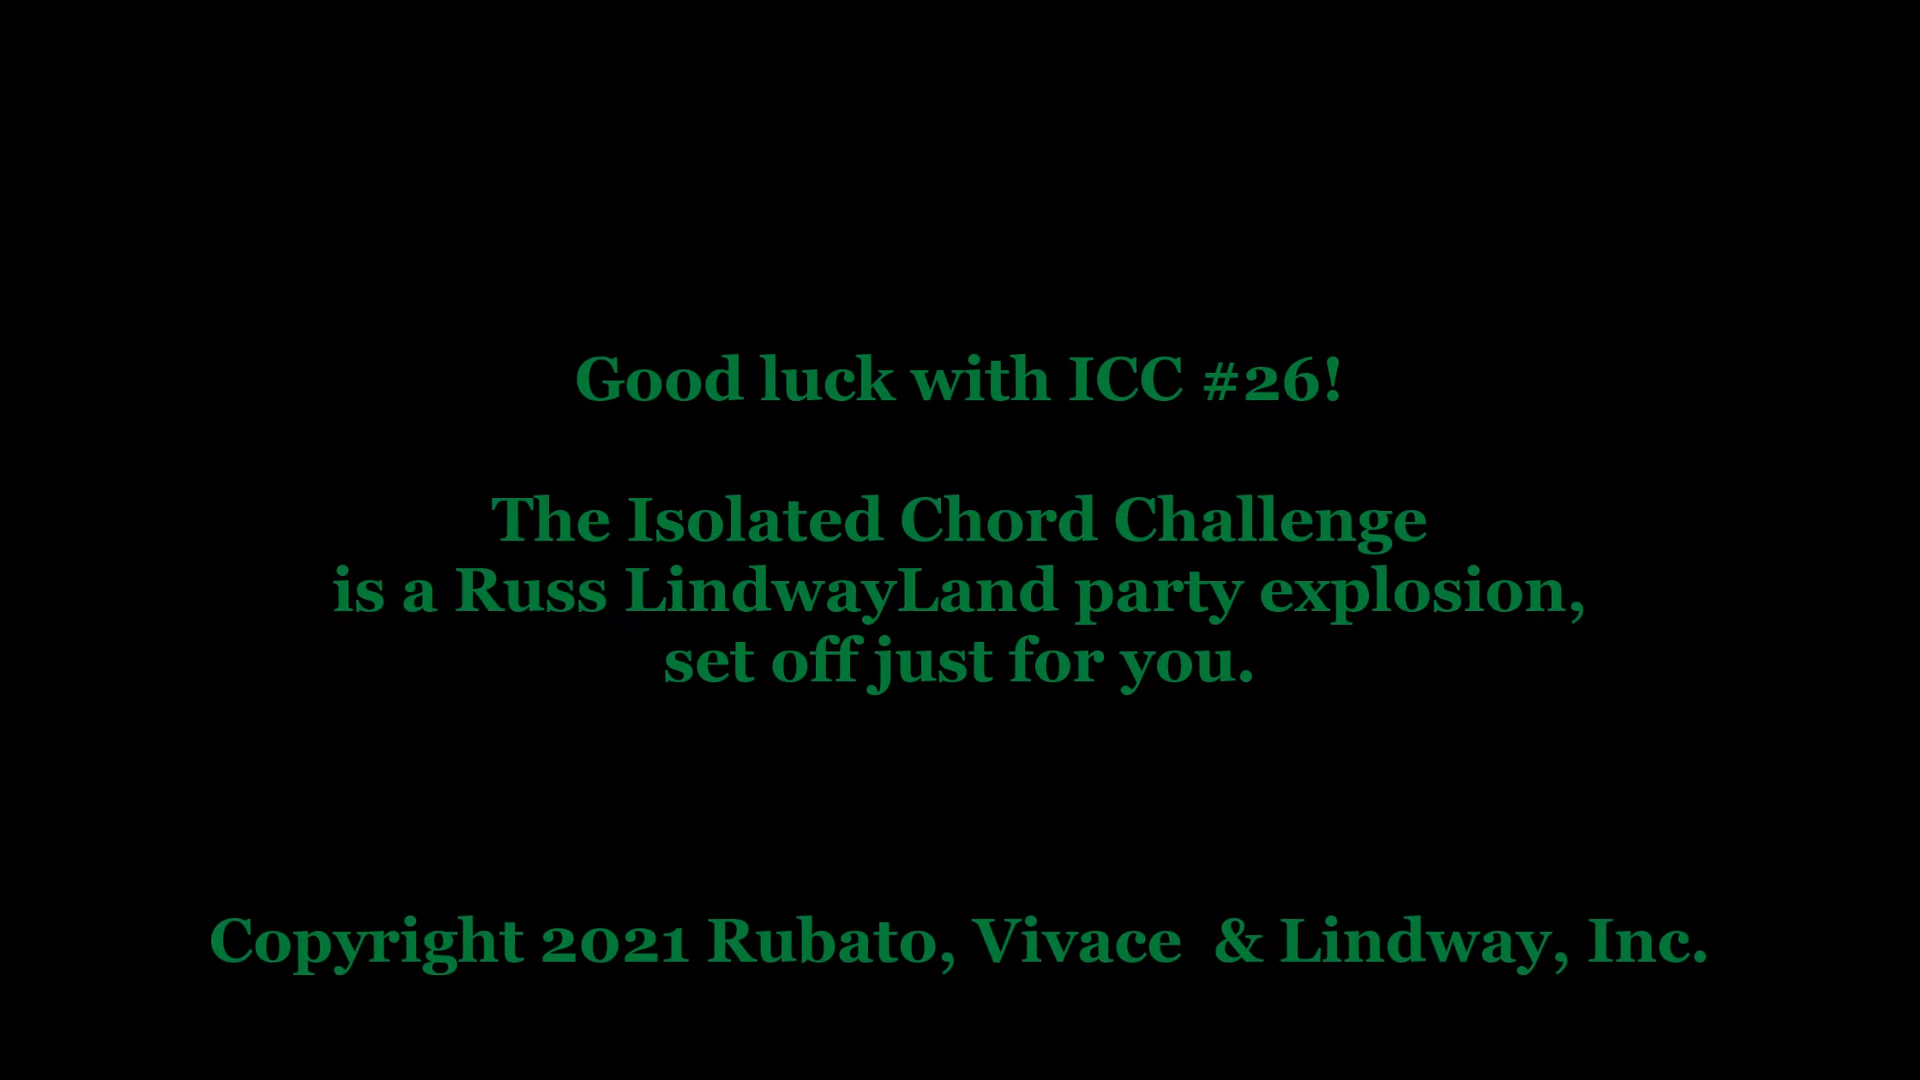 Good luck with ICC #26!
The Isolated Chord Challenge
is a Russ LindwayLand party explosion,
set off just for you.
Copyright 2021 Rubato, Vivace & Lindway, Inc.